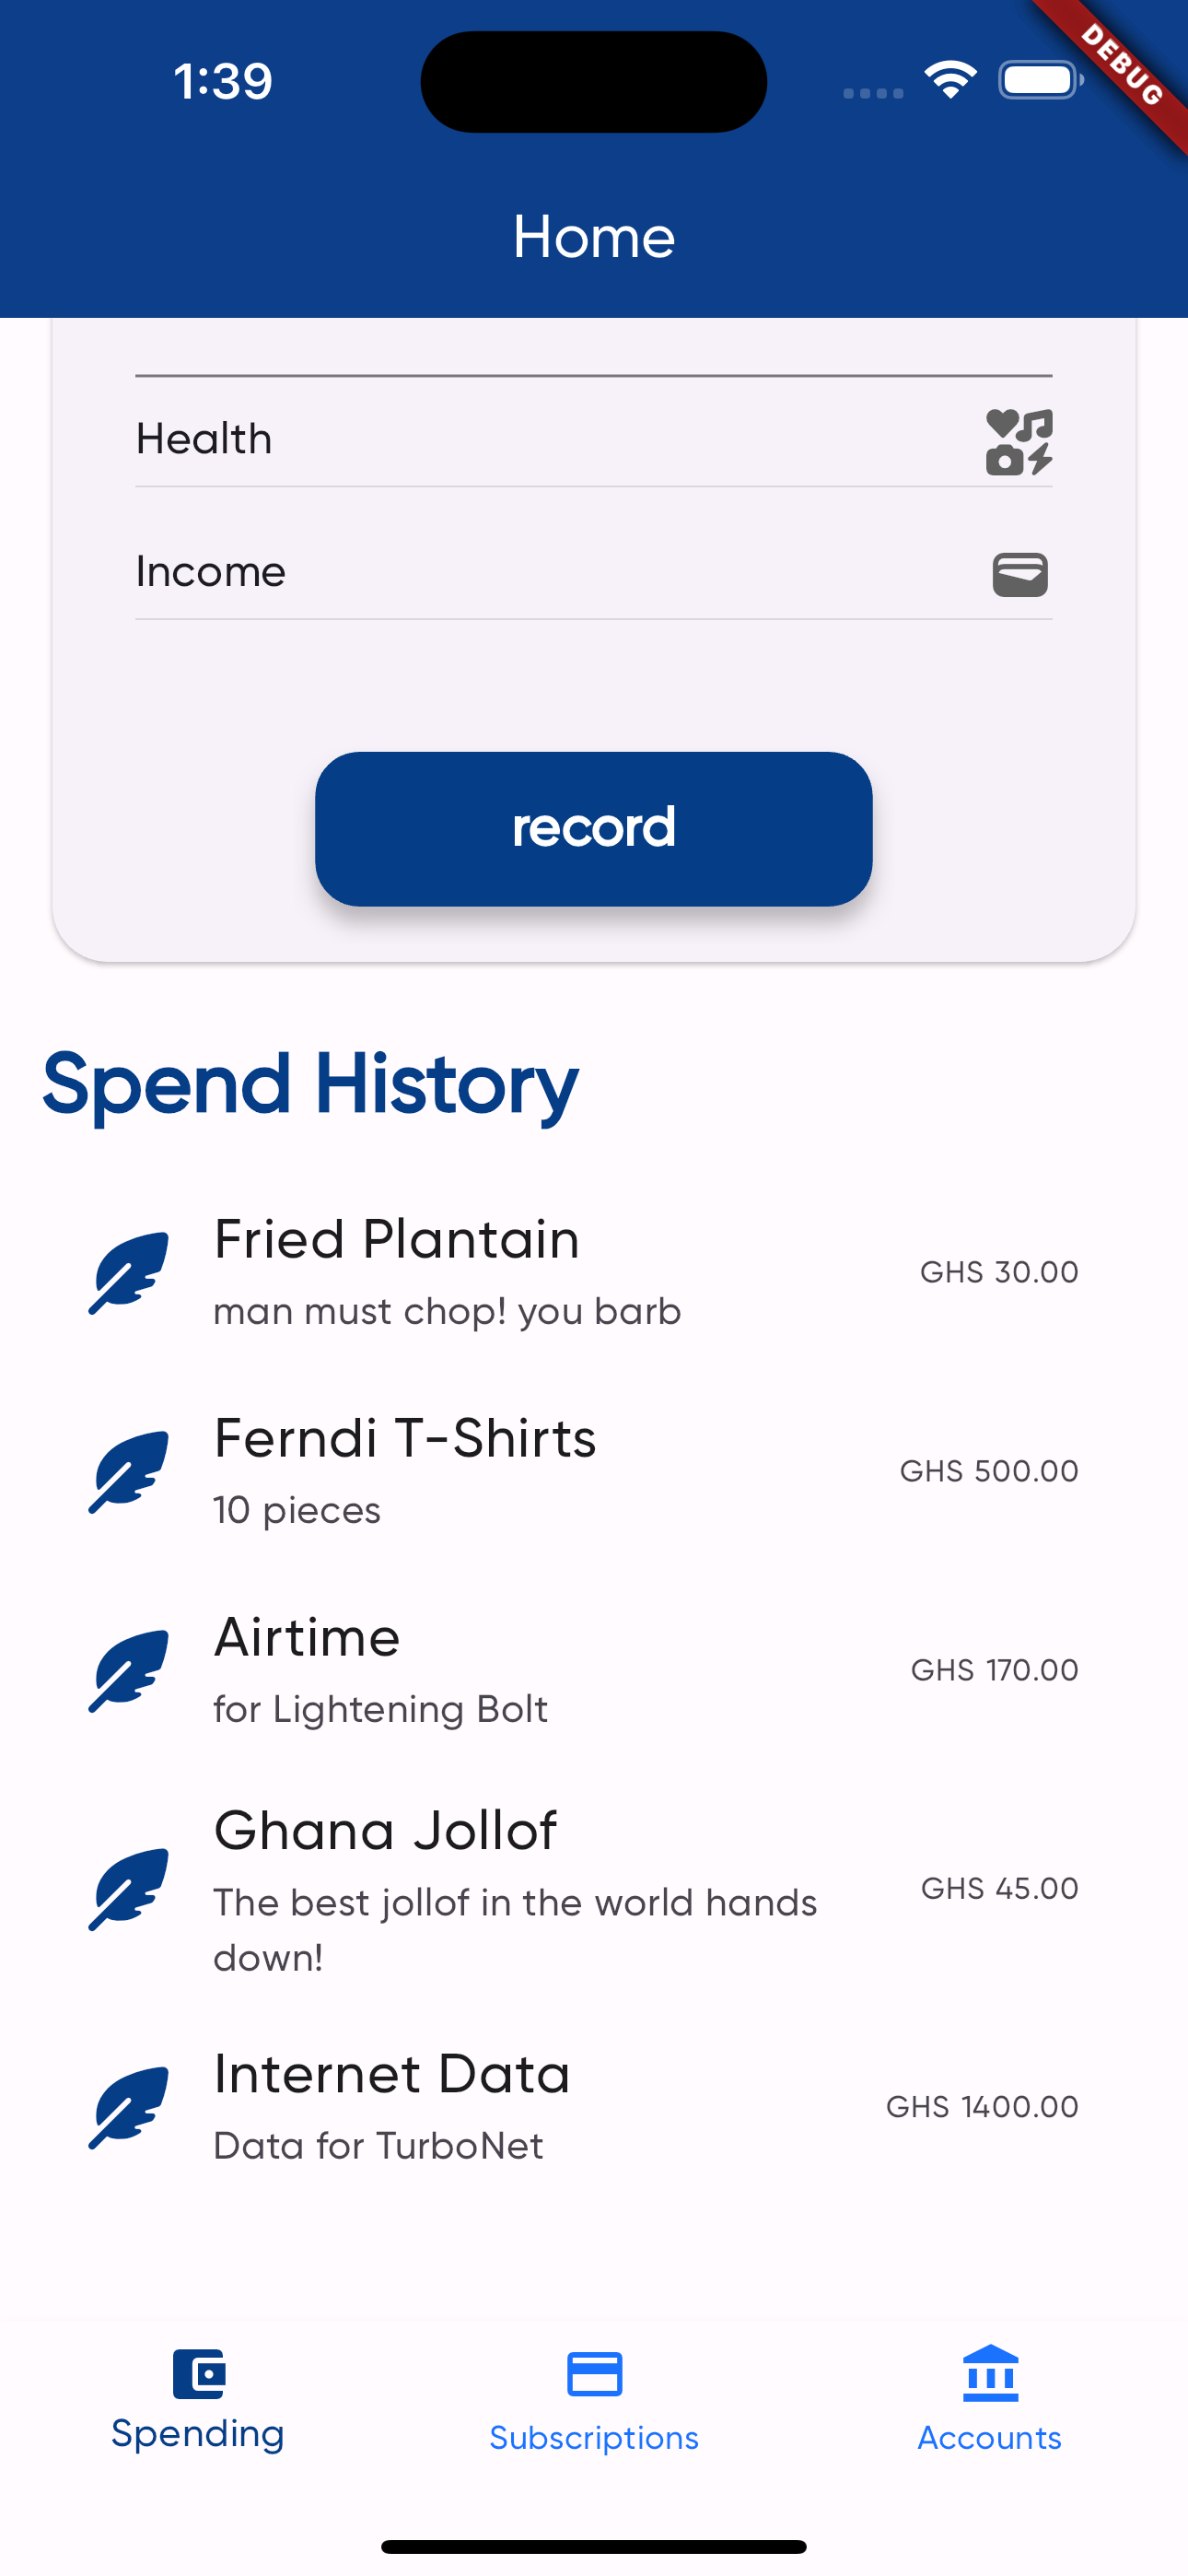 1:39
DEBUG
Home
Health
Income
record
Spend History
Fried Plantain
man must chop! you barb
GHS 30.00
Ferndi T-Shirts
10 pieces
GHS 500.00
Airtime
for Lightening Bolt
GHS 170.00
Ghana Jollof
The best jollof in the world hands
down!
GHS 45.00
Internet Data
Data for TurboNet
GHS 1400.00
Spending
Subscriptions
Accounts